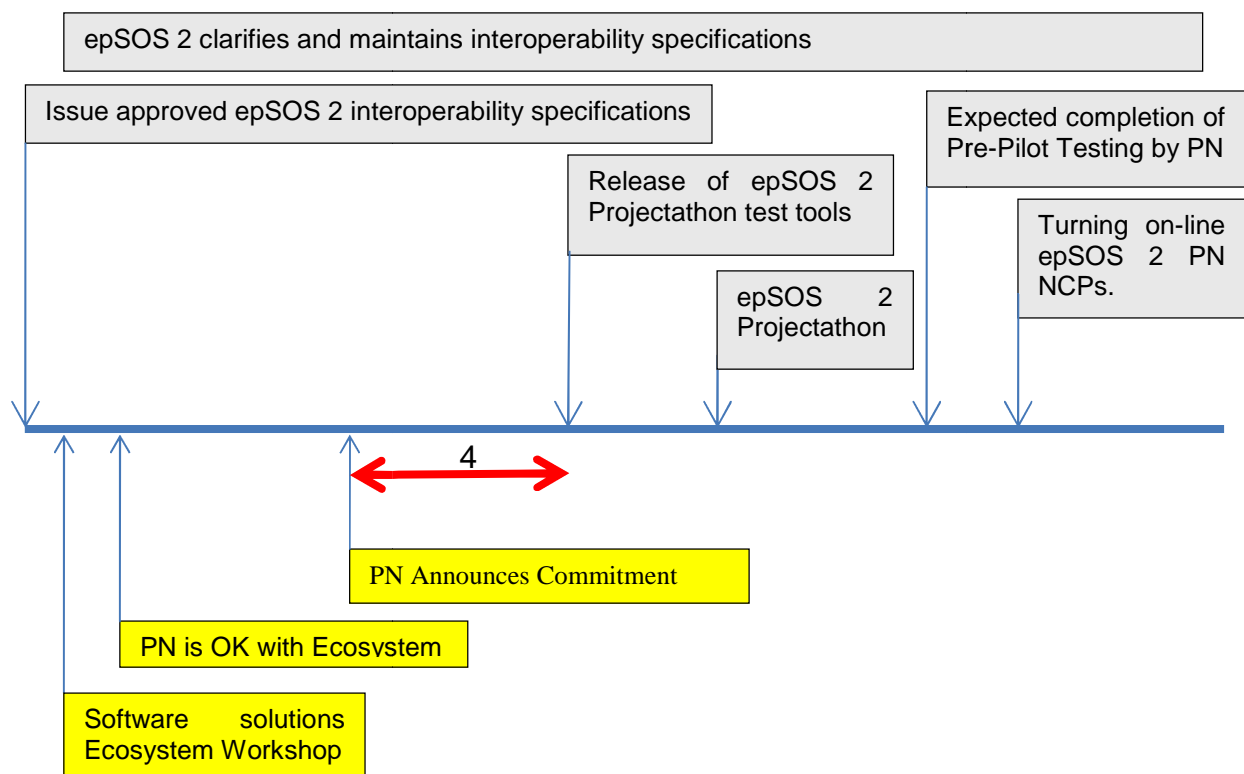 epSOS 2 clarifies and maintains interoperability specifications
Issue approved epSOS 2 interoperability specifications
Expected completion of
Pre-Pilot Testing by PN
Release of epSOS 2
Projectathon test tools
Turning on-line
epSOS 2 PN
NCPs.
epSOS 2
Projectathon
4
PN Announces Commitment
PN is OK with Ecosystem
Software solutions
Ecosystem Workshop